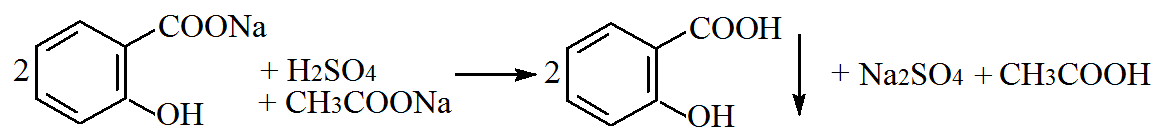 2
COONa
OH
+ H2SO4
+ CH3COONa
2
COOH
OH
+ Na2SO4 + CH3COOH